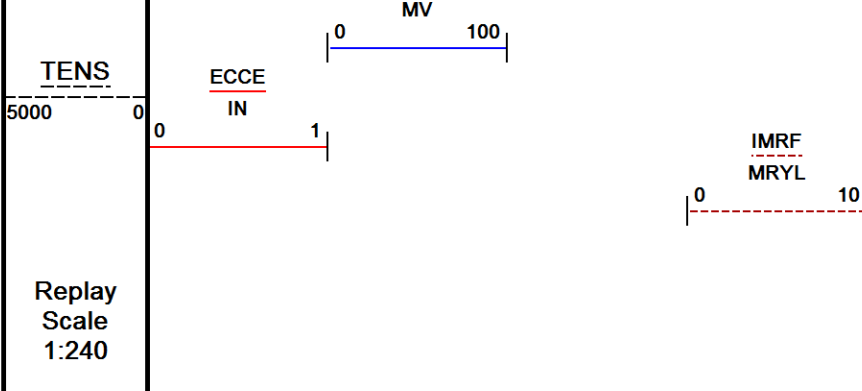 MV
0 100
TENS
5000 0
ECCE
IN
0 1
IMRF
MRYL
0 10
Replay
Scale
1:240